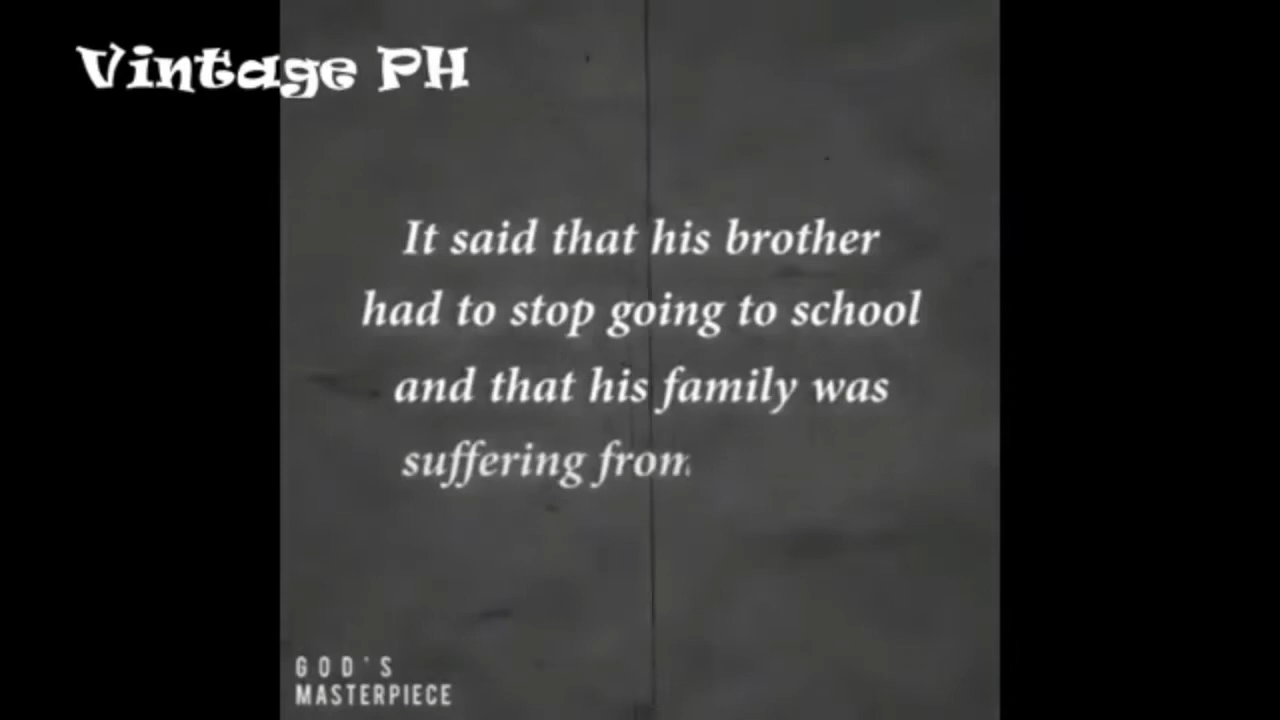 Vintage PH
It said that his brother
had to stop going to school
and that his family was
suffering from
GOD'S
MASTERPIECE